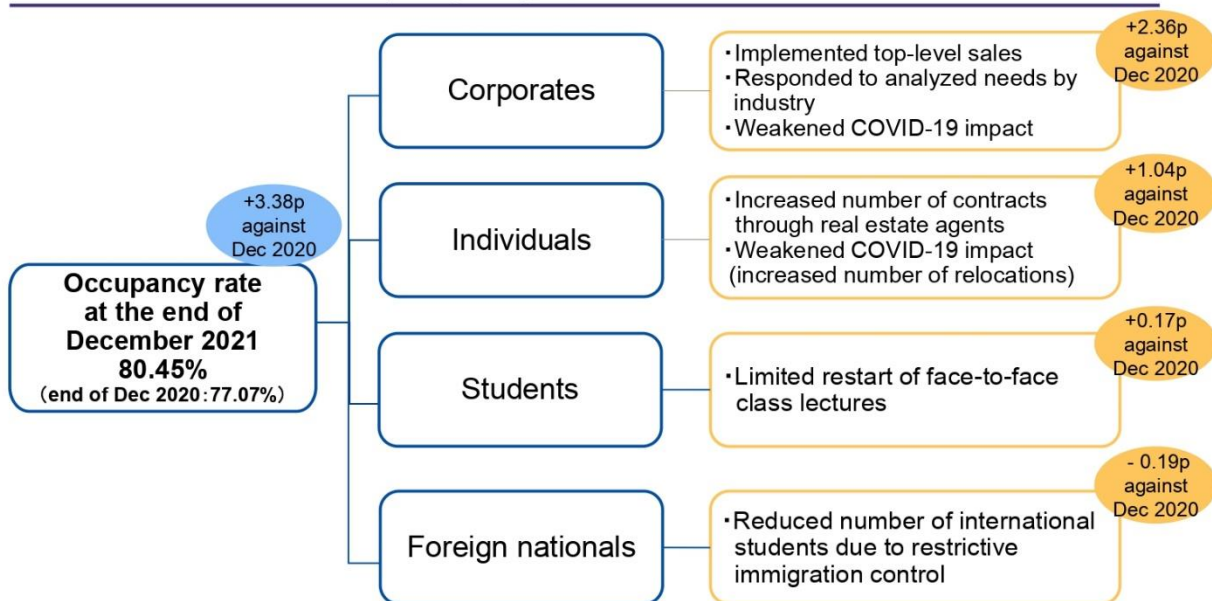 +3.38p
against
Dec 2020
Occupancy rate
at the end of
December 2021
80.45%
(end of Dec 2020:77.07%)
Corporates
・Implemented top-level sales
・Responded to analyzed needs by
industry
・Weakened COVID-19 impact
+2.36p
against
Dec 2020
Individuals
・Increased number of contracts
through real estate agents
・Weakened COVID-19 impact
(increased number of relocations)
+1.04p
against
Dec 2020
Students
・Limited restart of face-to-face
class lectures
+0.17p
against
Dec 2020
Foreign nationals
・Reduced number of international
students due to restrictive
immigration control
- 0.19p
against
Dec 2020